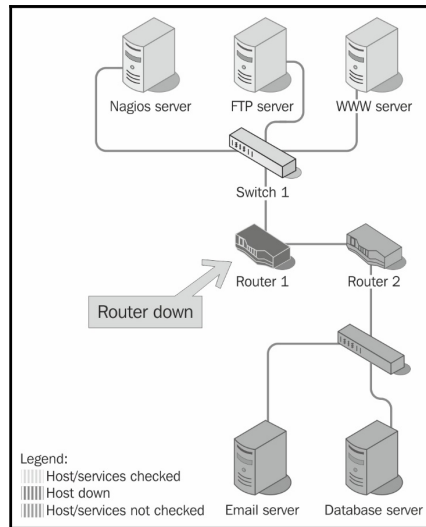 Nagios server
FTP server
WWW server
Switch 1
Router 1
Router 2
Router down
Email server
Database server
Legend:
Host/services checked
Host down
Host/services not checked